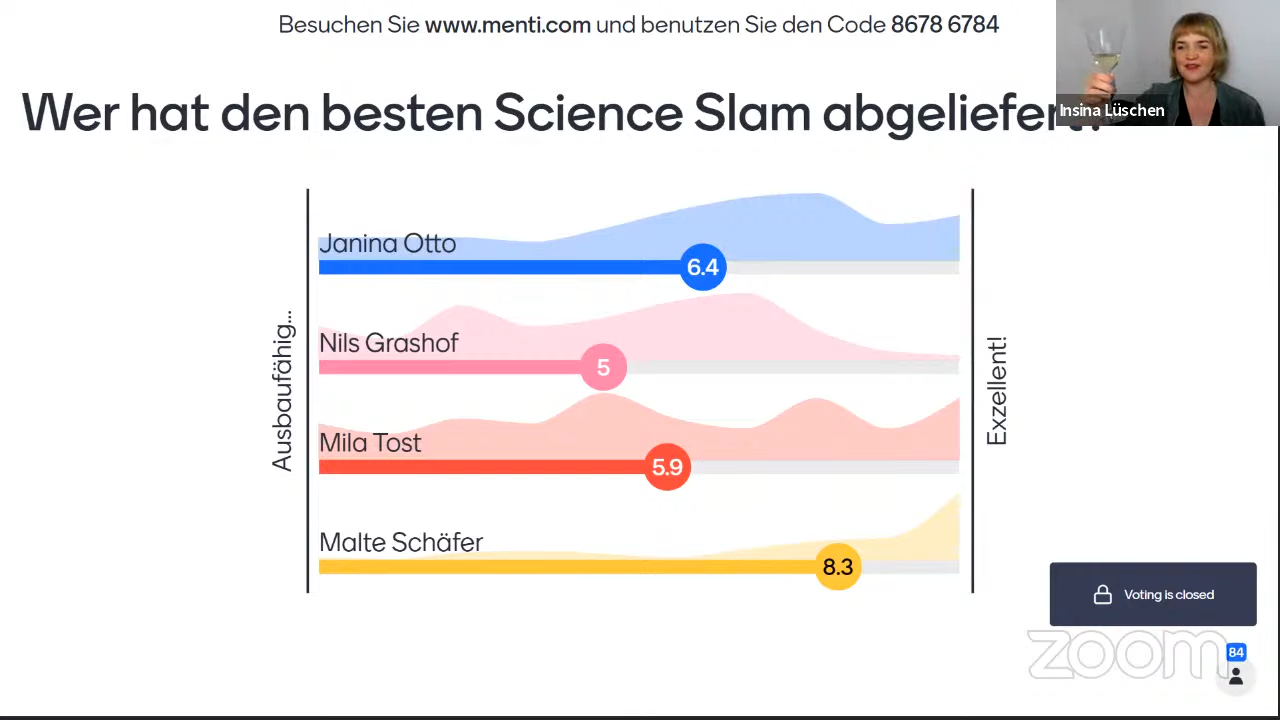 Besuchen Sie www.menti.com und benutzen Sie den Code 8678 6784
Wer hat den besten Science Slam abgeliefert?
Insina Lüschen
Ausbaufähig...
Janina Otto
6.4
Nils Grashof
5
Mila Tost
5.9
Malte Schäfer
8.3
Exzellent!
Voting is closed
zoom
84